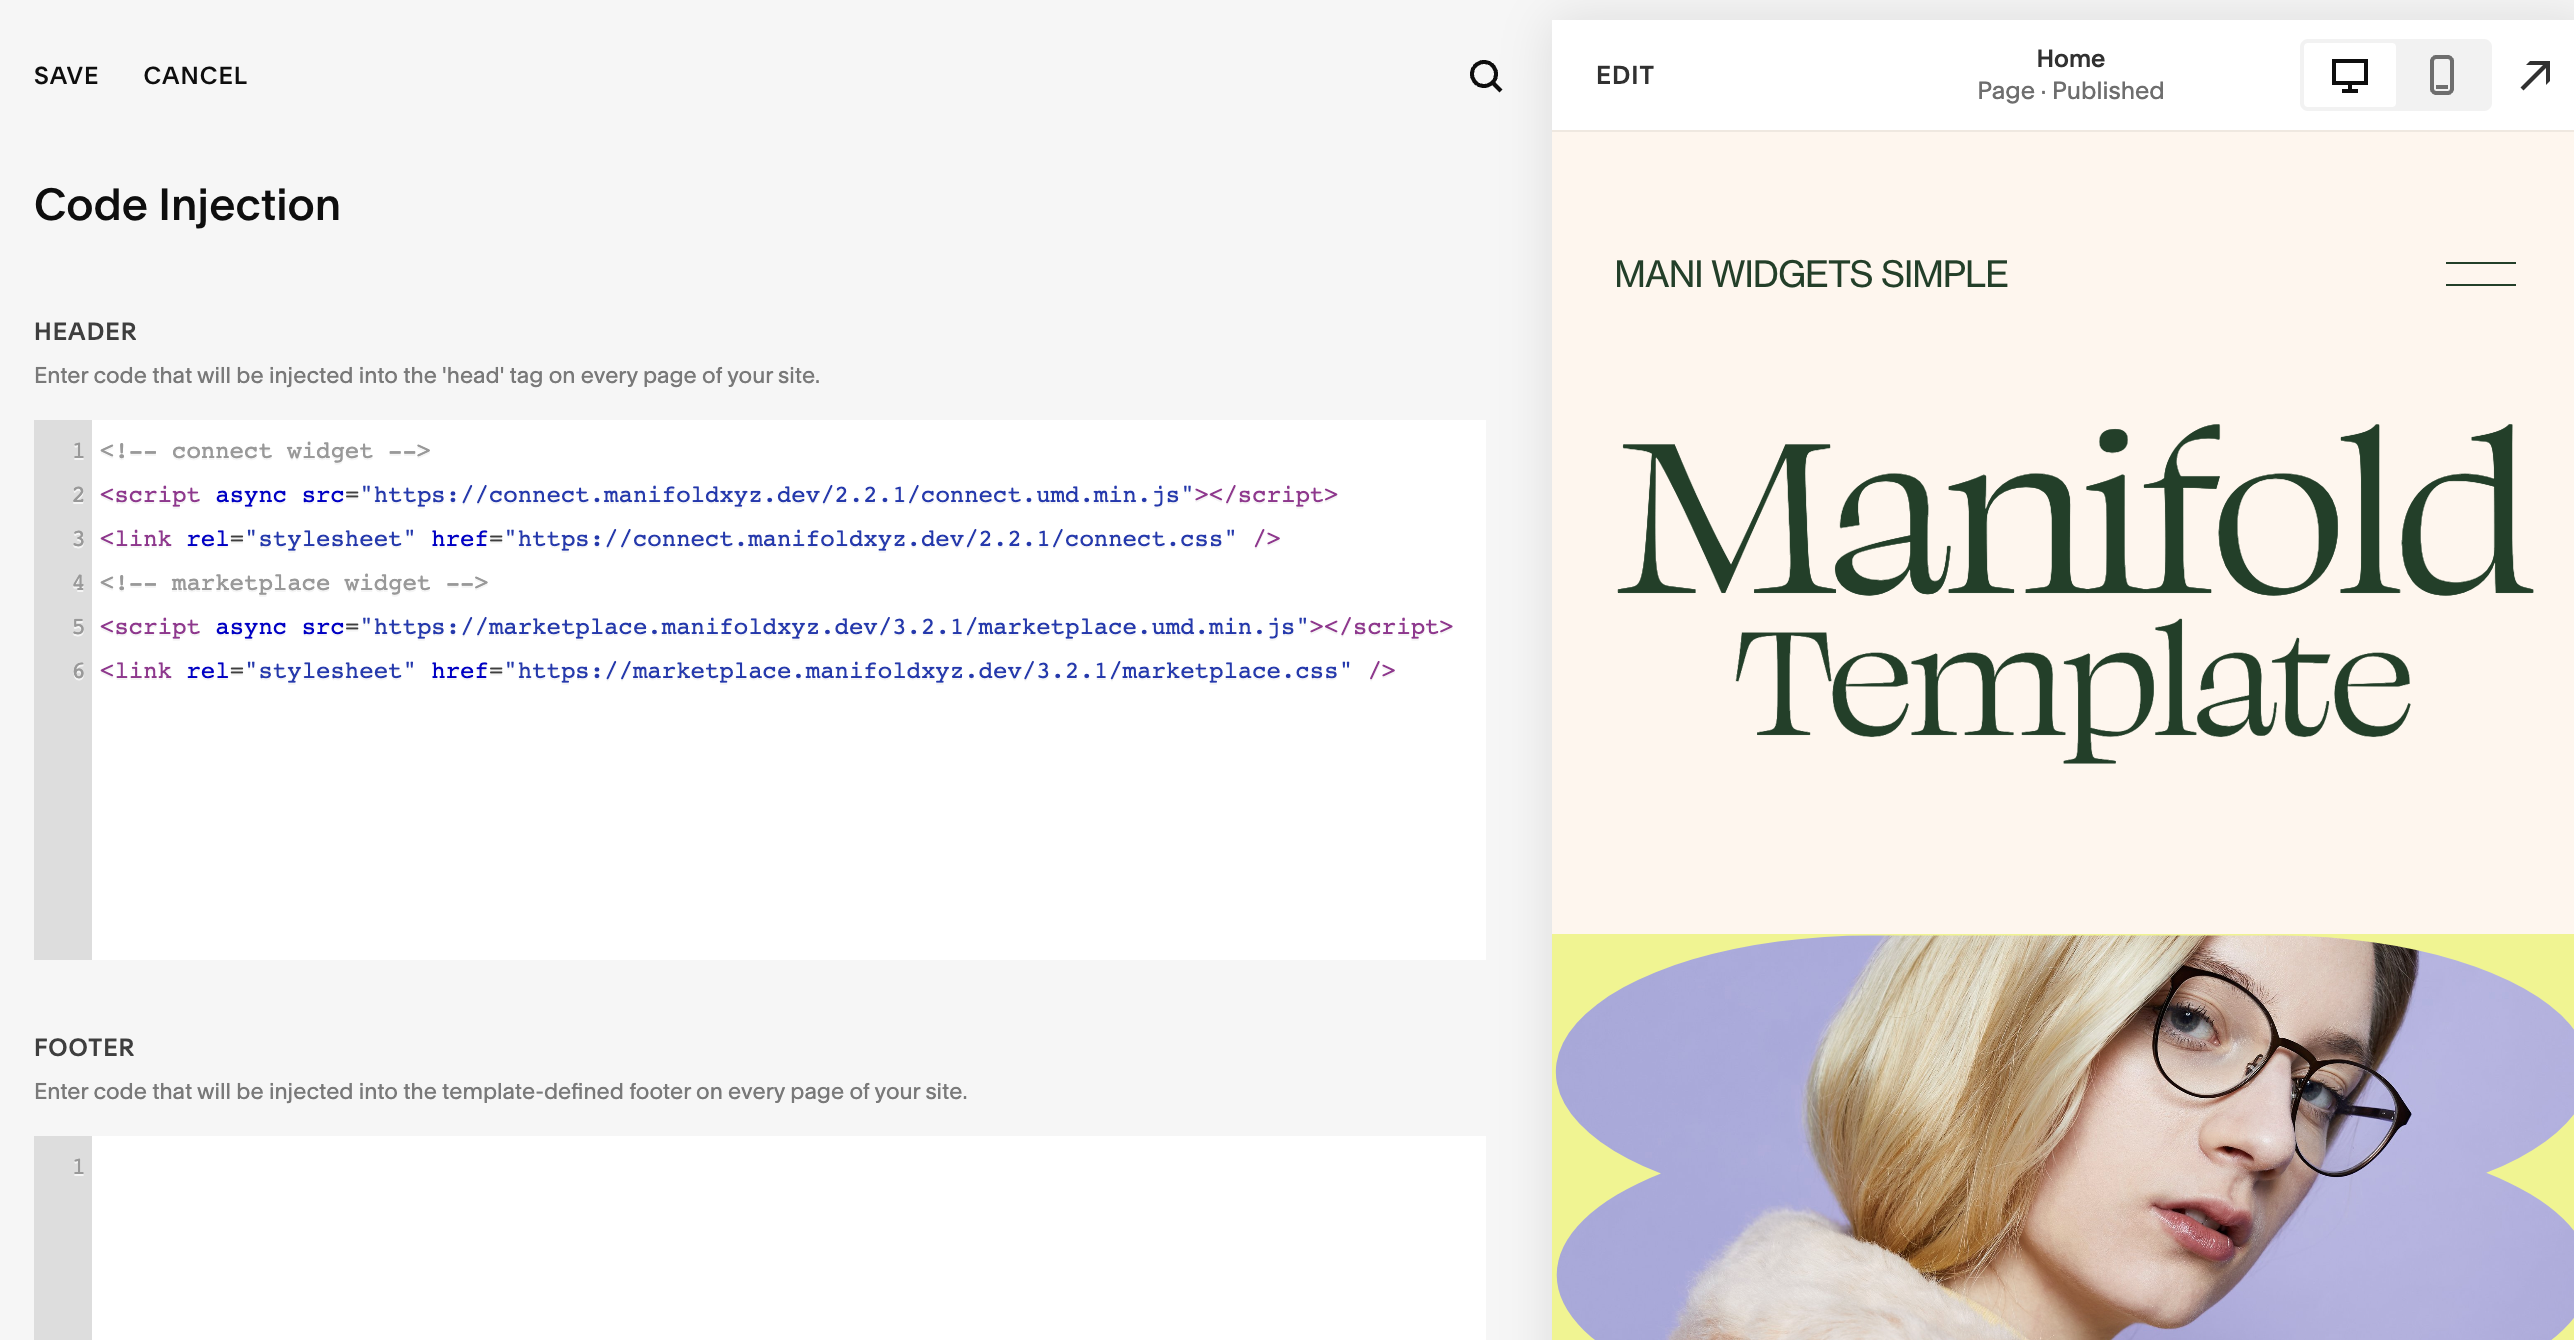 SAVE CANCEL
Code Injection
HEADER
Enter code that will be injected into the 'head' tag on every page of your site.
1 <!-- connect widget -->
2 <script async src="https://connect.manifoldxyz.dev/2.2.1/connect.umd.min.js"></script>
3 <link rel="stylesheet" href="https://connect.manifoldxyz.dev/2.2.1/connect.css" />
4 <!-- marketplace widget -->
5 <script async src="https://marketplace.manifoldxyz.dev/3.2.1/marketplace.umd.min.js"></script>
6 <link rel="stylesheet" href="https://marketplace.manifoldxyz.dev/3.2.1/marketplace.css" />
FOOTER
Enter code that will be injected into the template-defined footer on every page of your site.
1
EDIT
Home
Page · Published
MANI WIDGETS SIMPLE
Manifold
Template